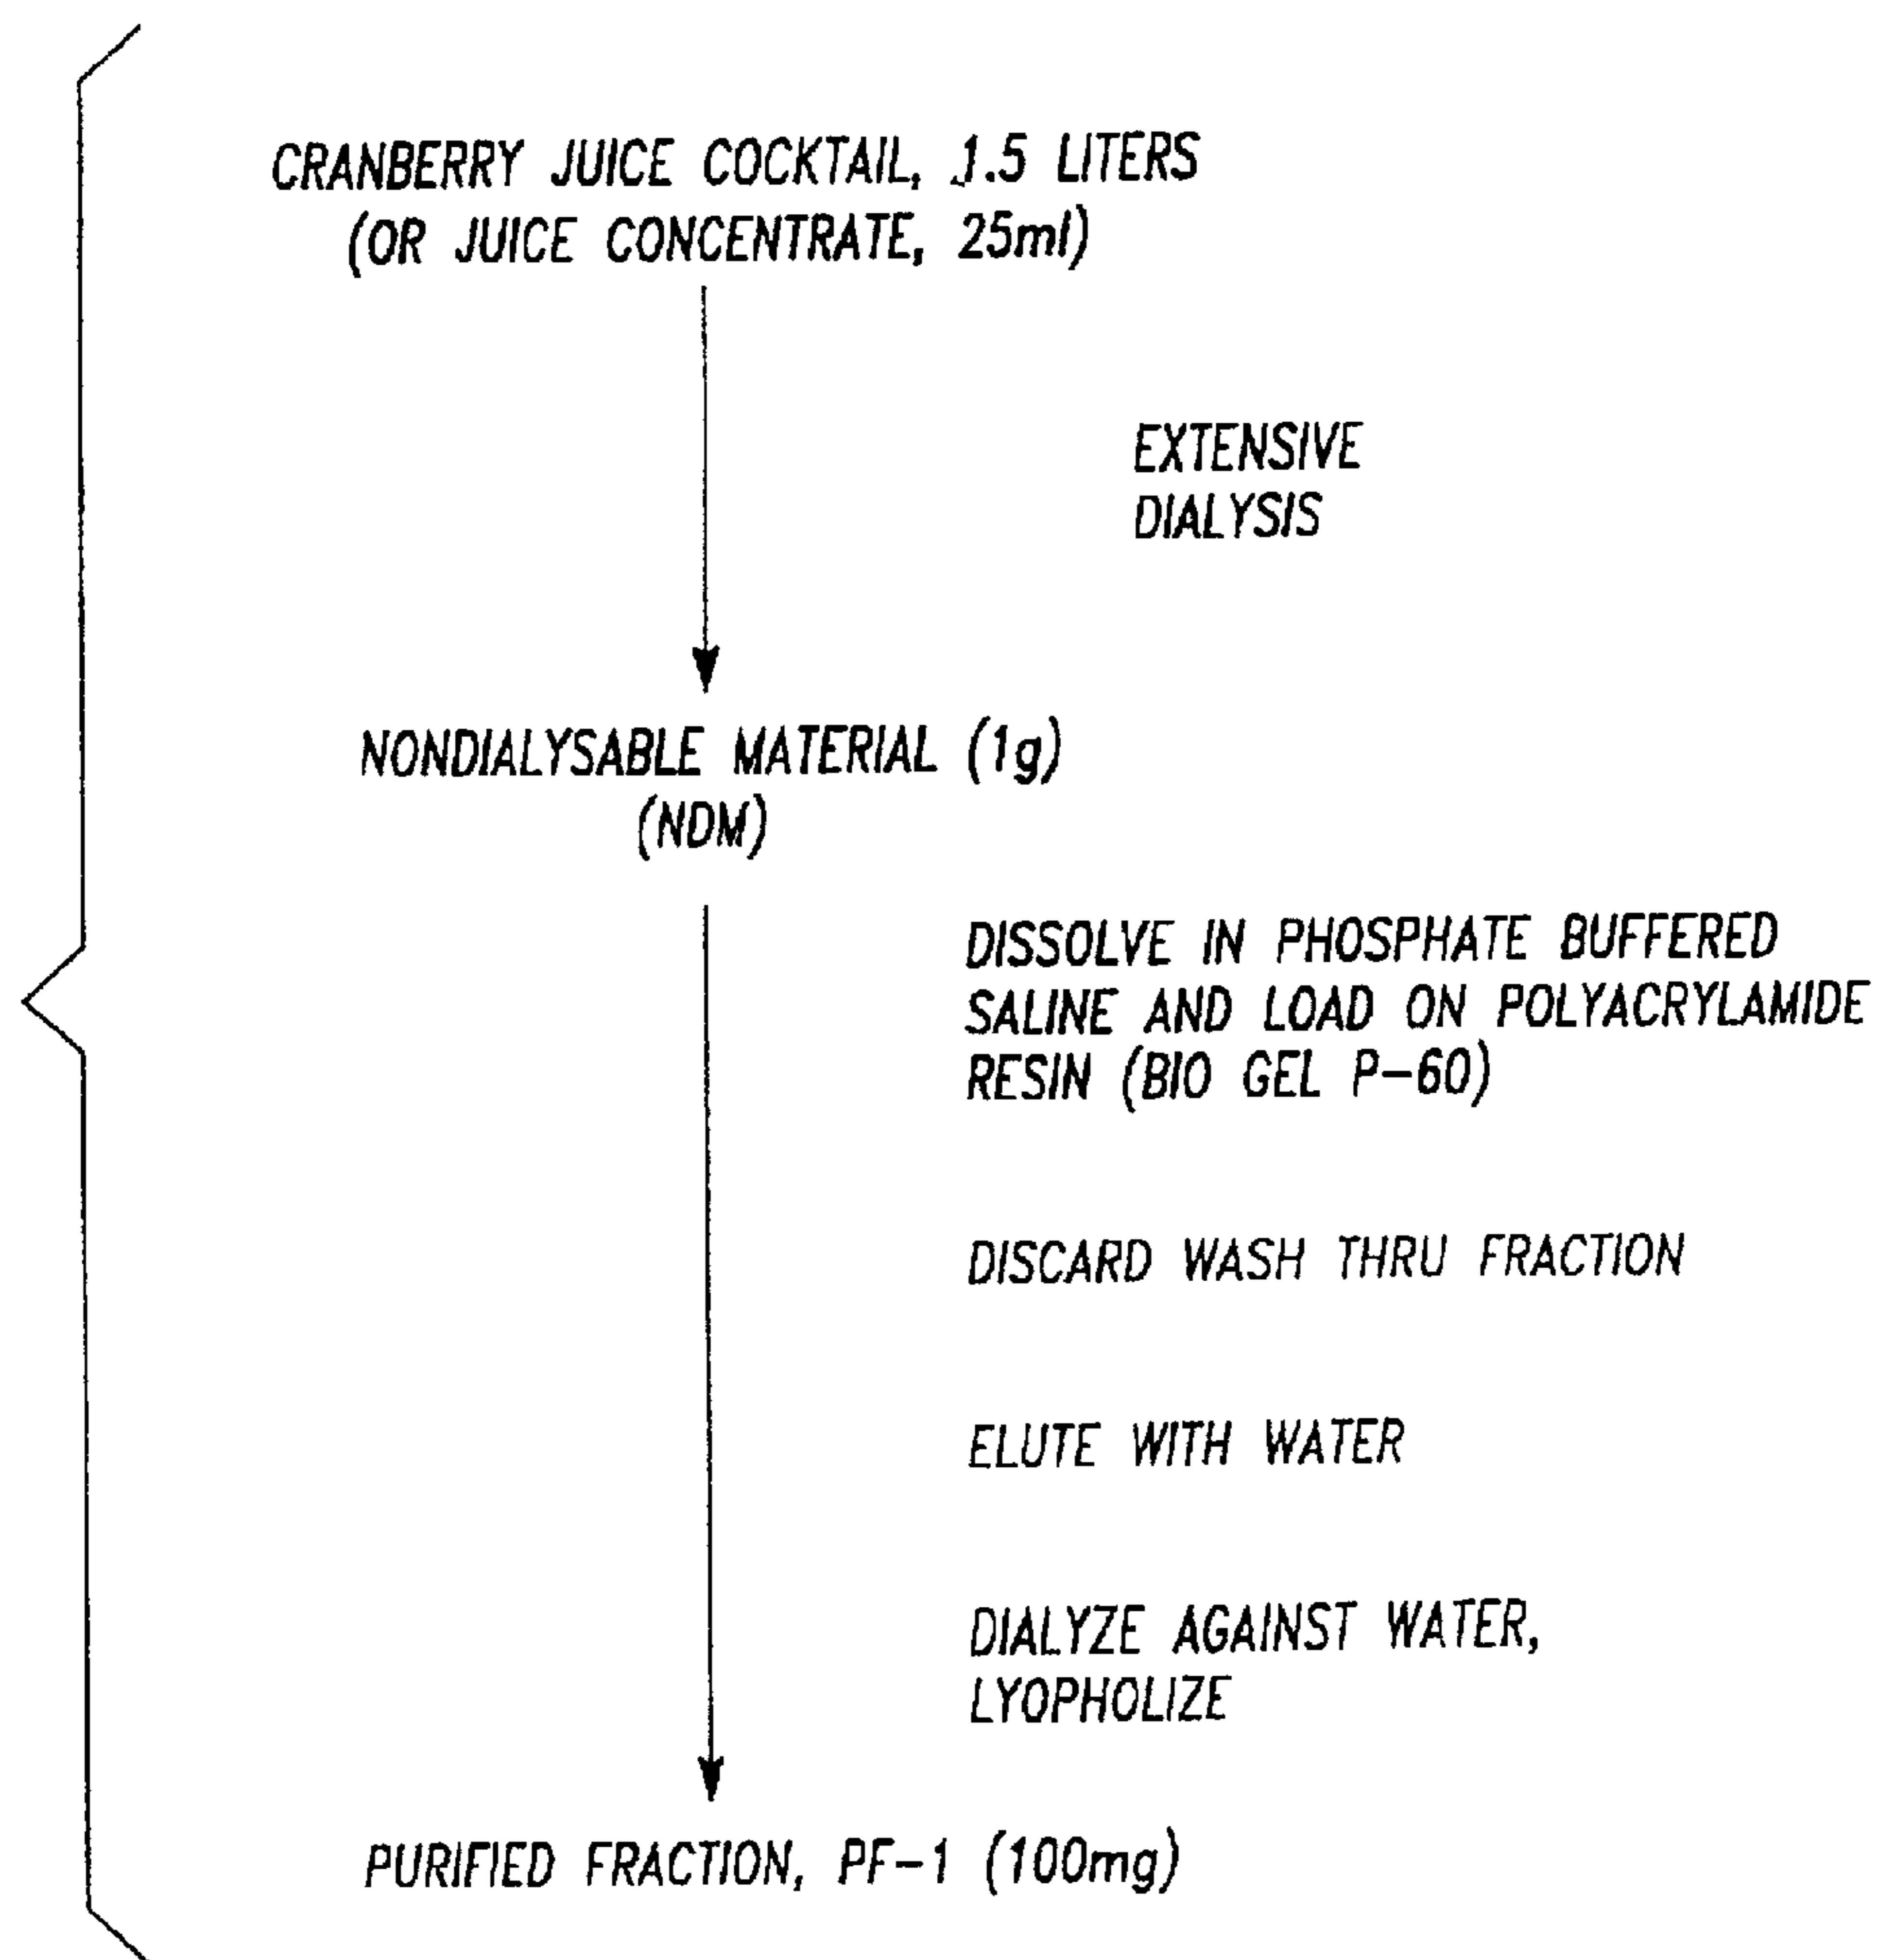 CRANBERRY JUICE COCKTAIL, 1.5 LITERS
(OR JUICE CONCENTRATE, 25ml)
EXTENSIVE
DIALYSIS
NONDIALYSABLE MATERIAL (1g)
(NDM)
DISSOLVE IN PHOSPHATE BUFFERED
SALINE AND LOAD ON POLYACRYLAMIDE
RESIN (BIO GEL P-60)
DISCARD WASH THRU FRACTION
ELUTE WITH WATER
DIALYZE AGAINST WATER,
LYOPHOLIZE
PURIFIED FRACTION, PF-1 (100mg)